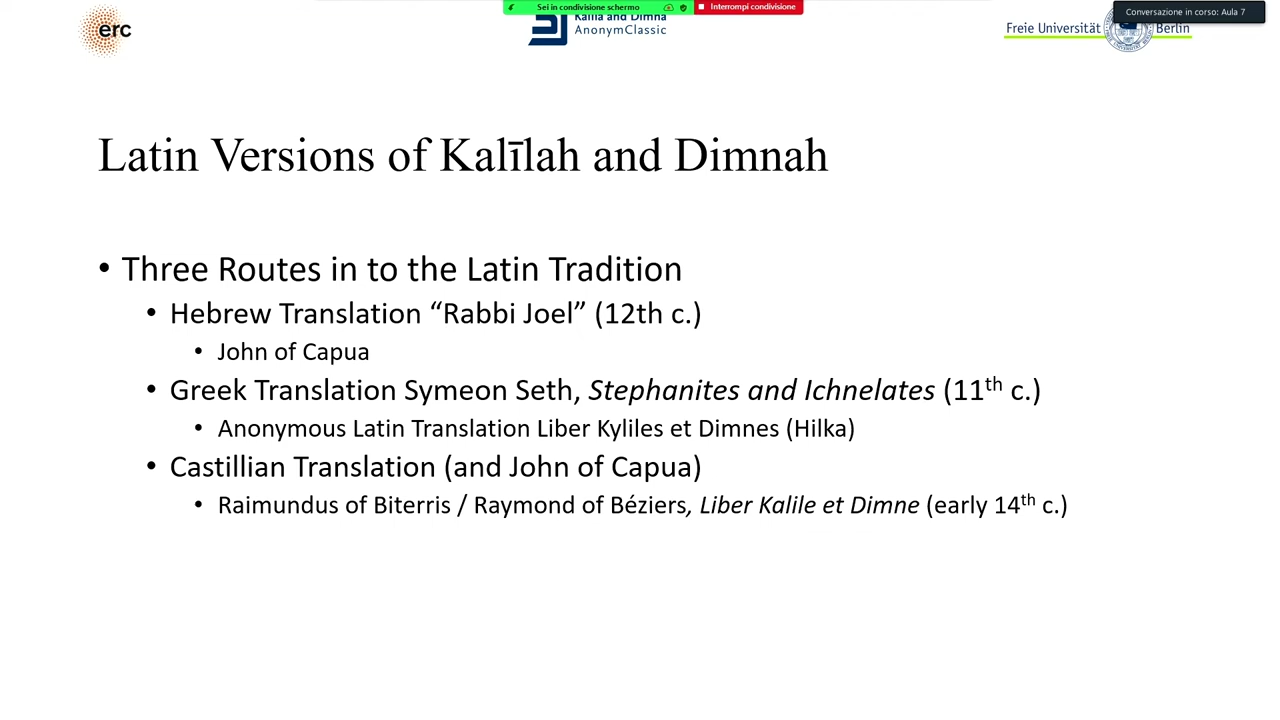 Sei in condivisione schermo
Interrompi condivisione
Conversazione in corso: Aula 7
erc
Kalila and Dimna
AnonymClassic
Freie Universität Berlin
Latin Versions of Kalīlah and Dimnah
• Three Routes in to the Latin Tradition
• Hebrew Translation “Rabbi Joel” (12th c.)
• John of Capua
• Greek Translation Symeon Seth, Stephanites and Ichnelates (11th c.)
• Anonymous Latin Translation Liber Kyliles et Dimnes (Hilka)
• Castillian Translation (and John of Capua)
• Raimundus of Biterris / Raymond of Béziers, Liber Kalile et Dimne (early 14th c.)